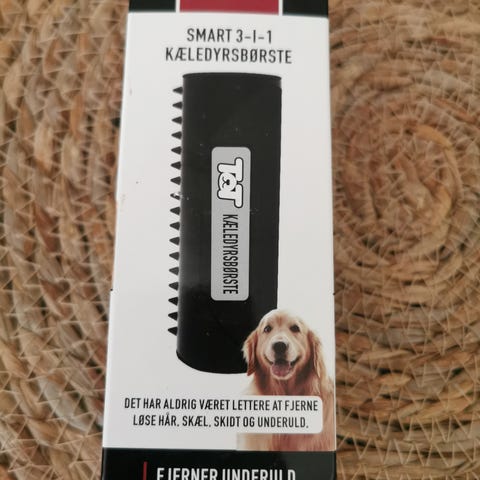 SMART 3-I-1
KÆLEDYRSBØRSTE
TOT
KÆLEDYRSBØRSTE
DET HAR ALDRIG VÆRET LETTERE AT FJERNE
LØSE HÅR, SKÆL, SKIDT OG UNDERULD.
FJERNER UNDERULD